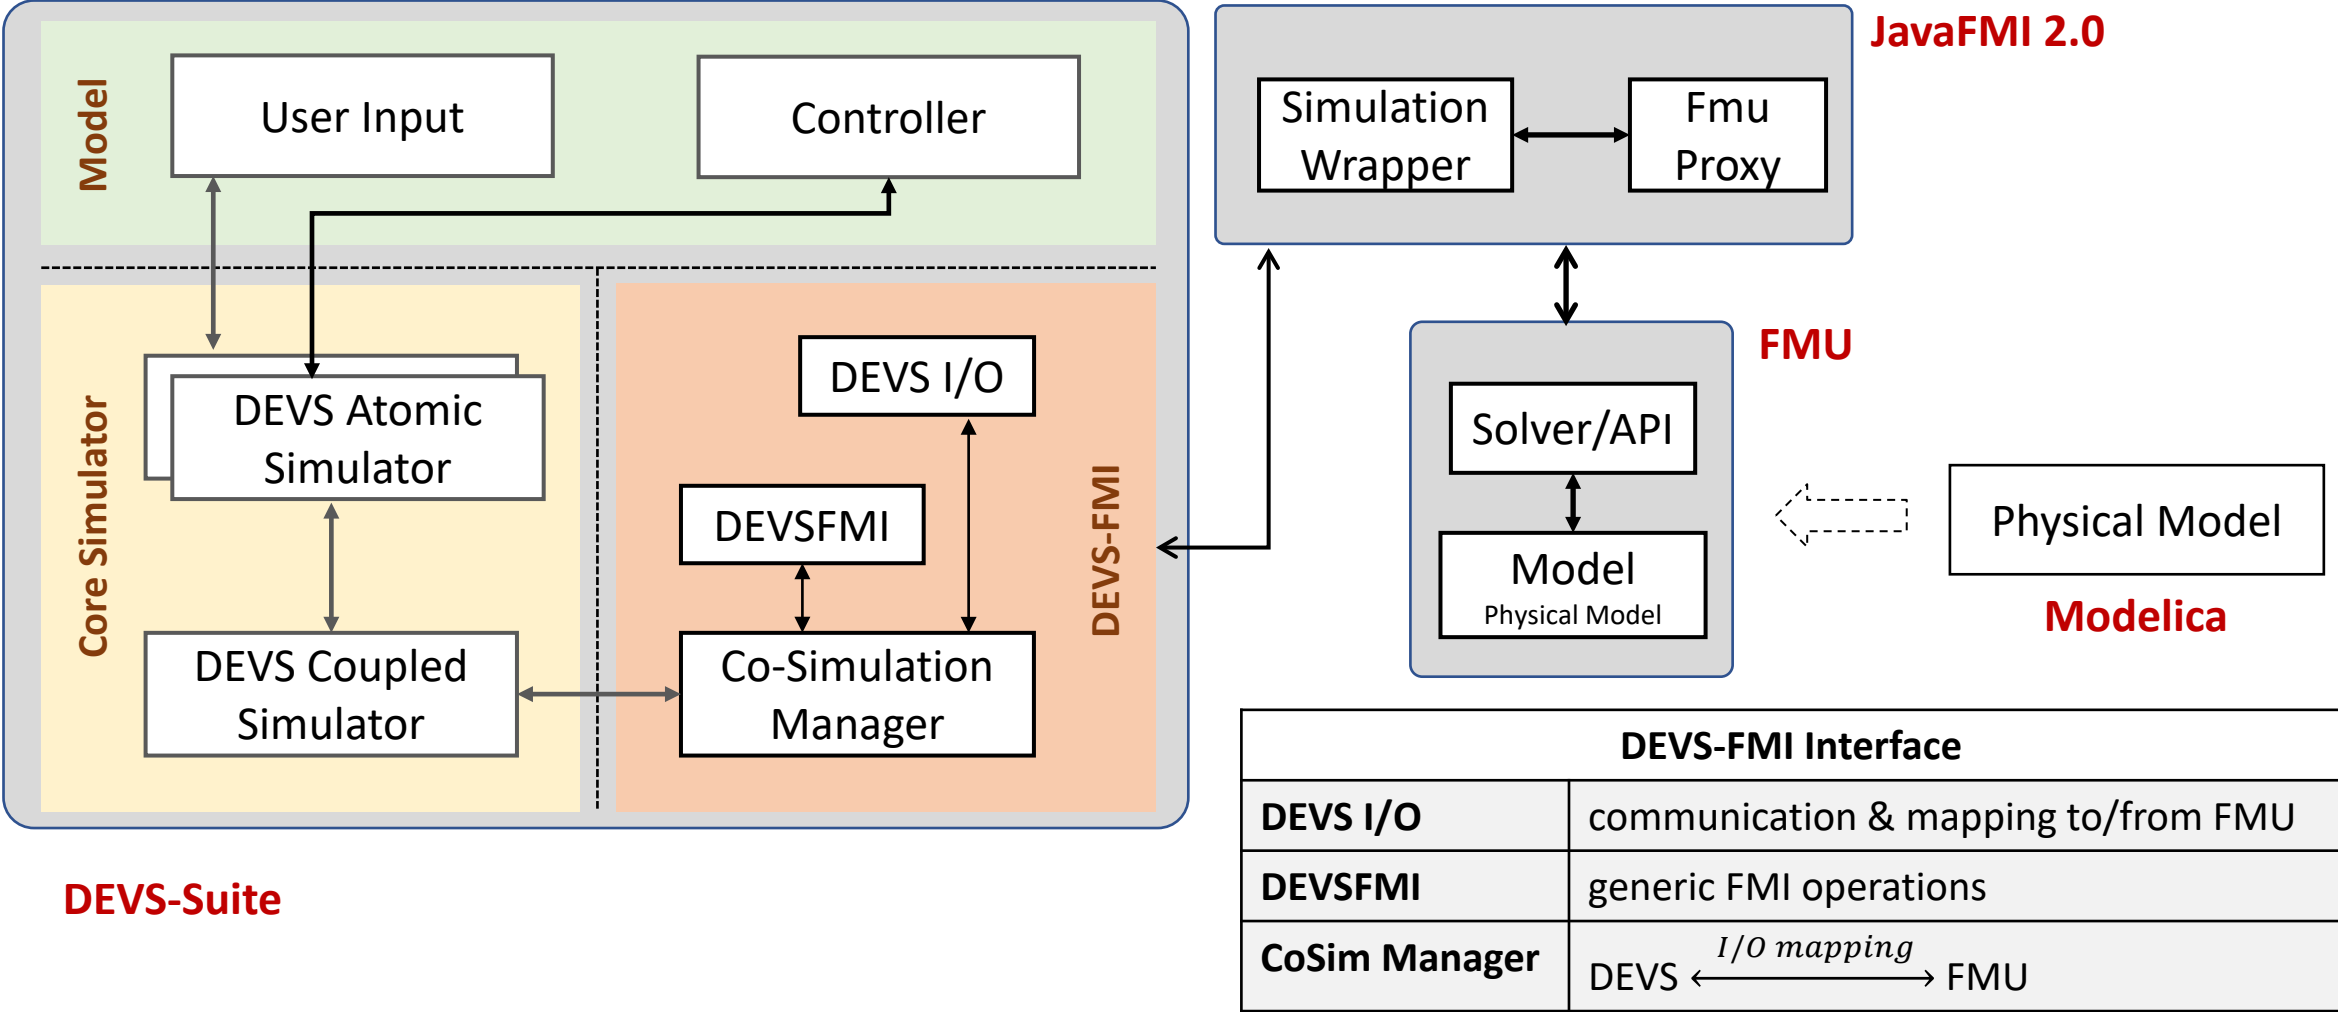 Model
User Input
Controller
Core Simulator
DEVS Atomic
Simulator
DEVS Coupled
Simulator
DEVS I/O
DEVSFMI
Co-Simulation
Manager
DEVS-FMI
DEVS-Suite
JavaFMI 2.0
Simulation
Wrapper
Fmu
Proxy
FMU
Solver/API
Model
Physical Model
Physical Model
Modelica
DEVS-FMI Interface
DEVS I/O communication & mapping to/from FMU
DEVSFMI generic FMI operations
CoSim Manager
I/O mapping
DEVS ⟷ FMU